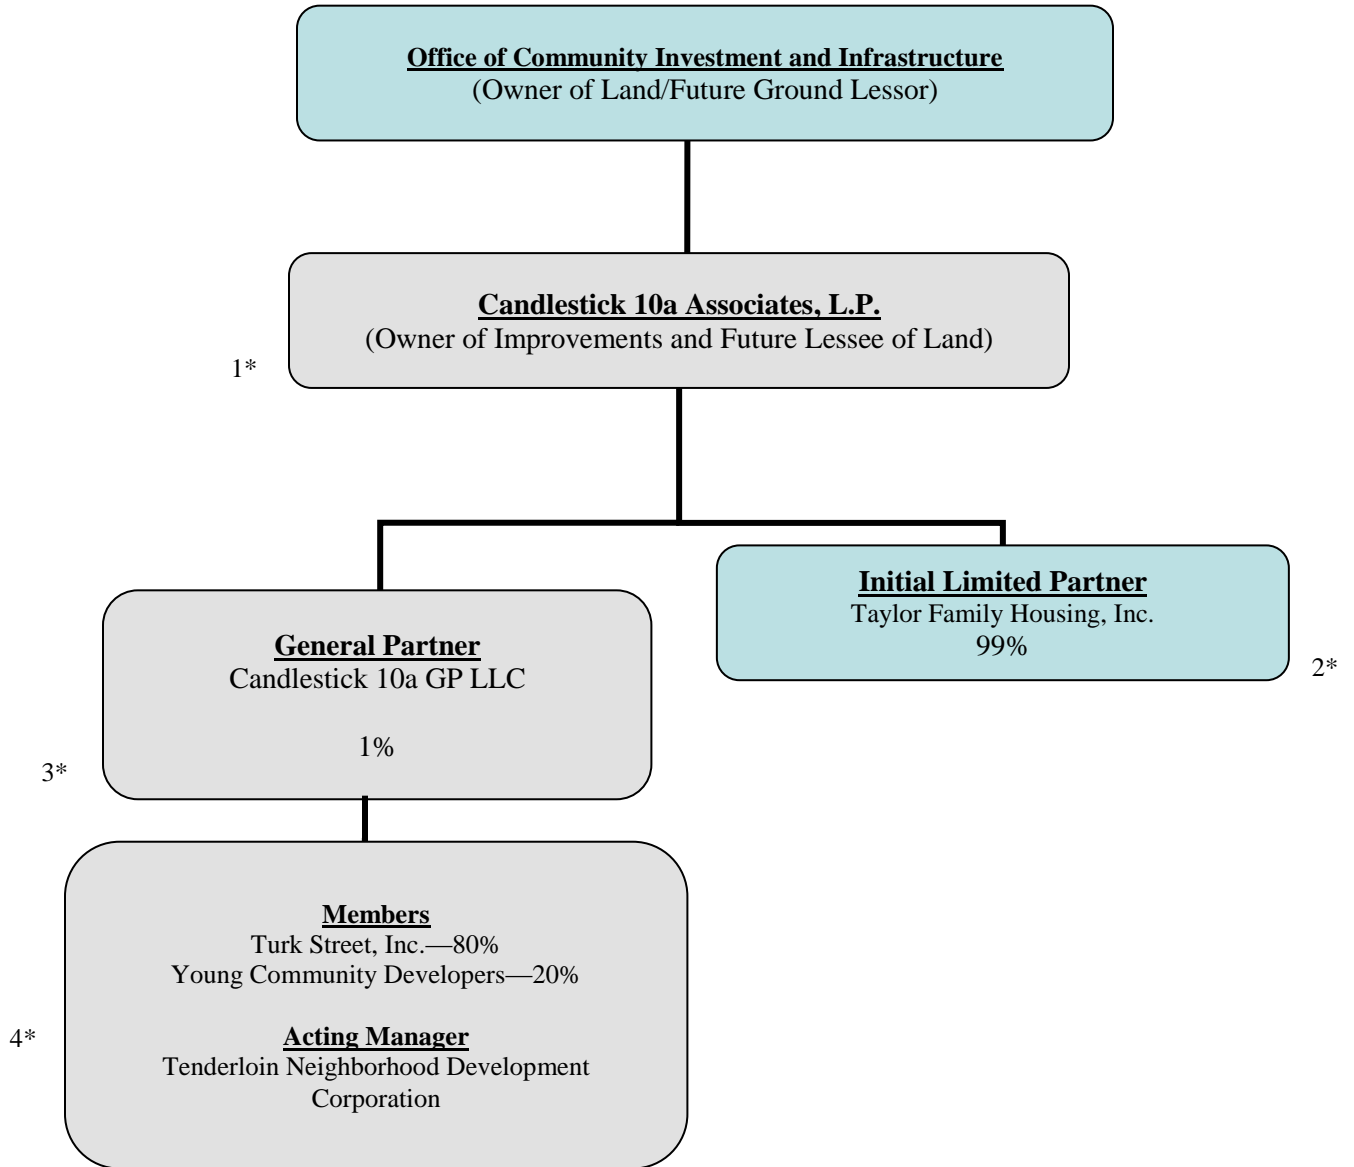 Office of Community Investment and Infrastructure
(Owner of Land/Future Ground Lessor)
Candlestick 10a Associates, L.P.
(Owner of Improvements and Future Lessee of Land)
1*
Initial Limited Partner
Taylor Family Housing, Inc.
99%
2*
General Partner
Candlestick 10a GP LLC
1%
3*
Members
Turk Street, Inc.—80%
Young Community Developers—20%
Acting Manager
Tenderloin Neighborhood Development
Corporation
4*